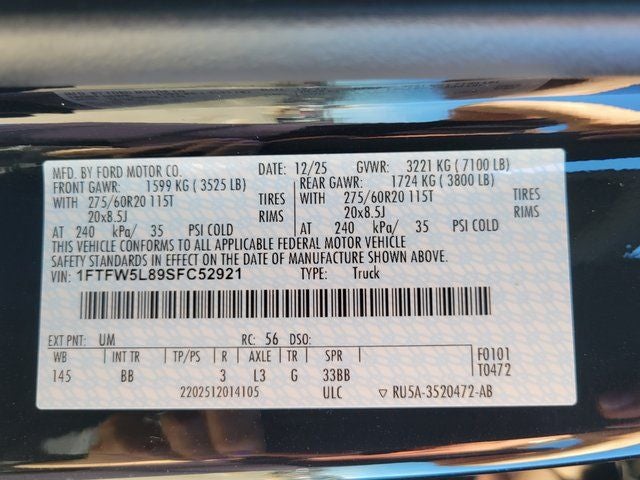 MFG. BY FORD MOTOR CO. DATE: 12/25 GVWR: 3221 KG ( 7100 LB)
FRONT GAWR: 1599 KG ( 3525 LB) REAR GAWR: 1724 KG ( 3800 LB)
WITH 275/60R20 115T TIRES WITH 275/60R20 115T TIRES
20x8.5J RIMS 20x8.5J RIMS
AT 240 kPa/ 35 PSI COLD AT 240 kPa/ 35 PSI COLD
THIS VEHICLE CONFORMS TO ALL APPLICABLE FEDERAL MOTOR VEHICLE
SAFETY STANDARDS IN EFFECT ON THE DATE OF MANUFACTURE SHOWN ABOVE.
VIN: 1FTFW5L89SFC52921 TYPE: Truck
EXT PNT: UM RC: 56 DSO:
WB INT TR TP/PS R AXLE TR SPR F0101
145 BB 3 L3 G 33BB T0472
2202512014105 ULC ▽ RU5A-3520472-AB